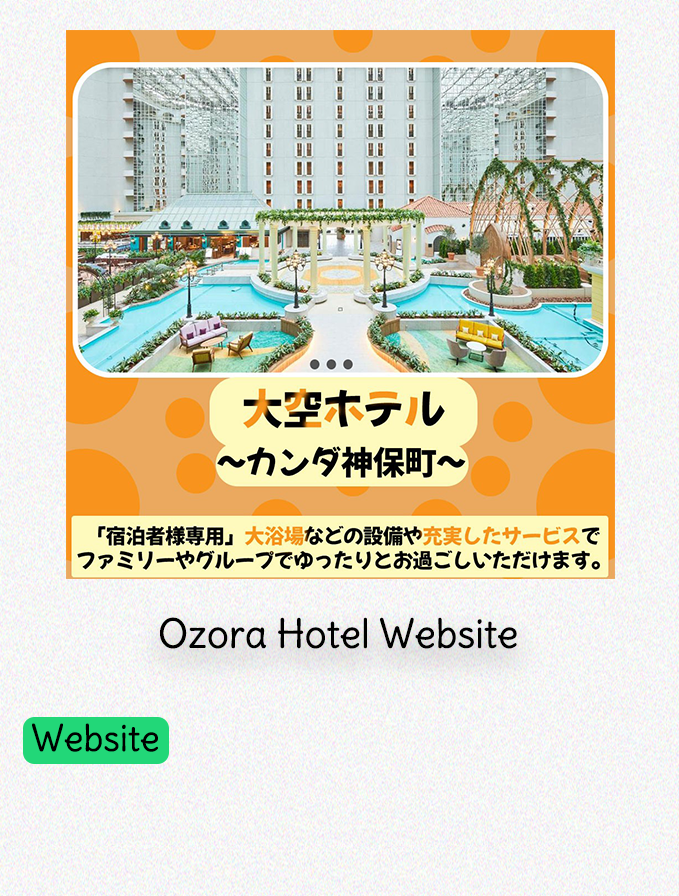 大空ホテル
〜カンダ神保町〜
「宿泊者様専用」大浴場などの設備や充実したサービスで
ファミリーやグループでゆったりとお過ごしいただけます。
Ozora Hotel Website
Website